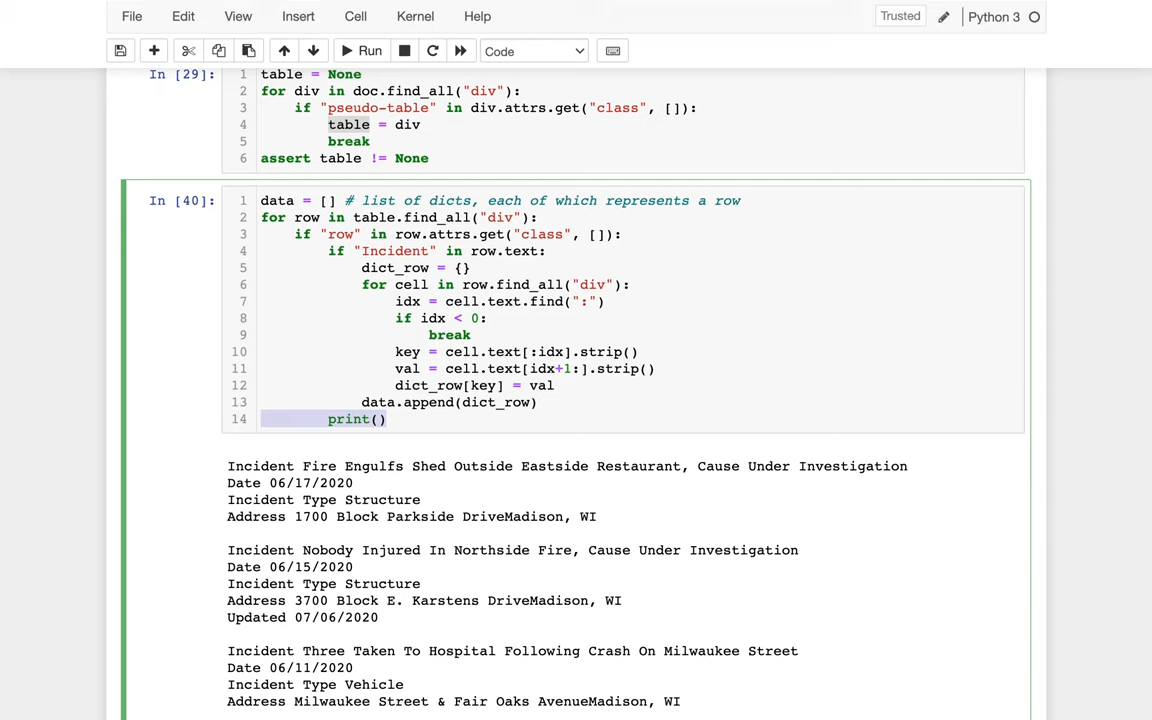 File Edit View Insert Cell Kernel Help Trusted Python 3
Run Code
In [29]: 1 table = None
2 for div in doc.find_all("div"):
3     if "pseudo-table" in div.attrs.get("class", []):
4         table = div
5         break
6 assert table != None
In [40]: 1 data = [] # list of dicts, each of which represents a row
2 for row in table.find_all("div"):
3     if "row" in row.attrs.get("class", []):
4         if "Incident" in row.text:
5             dict_row = {}
6             for cell in row.find_all("div"):
7                 idx = cell.text.find(":")
8                 if idx < 0:
9                     break
10                 key = cell.text[:idx].strip()
11                 val = cell.text[idx+1:].strip()
12                 dict_row[key] = val
13             data.append(dict_row)
14         print()
Incident Fire Engulfs Shed Outside Eastside Restaurant, Cause Under Investigation
Date 06/17/2020
Incident Type Structure
Address 1700 Block Parkside DriveMadison, WI
Incident Nobody Injured In Northside Fire, Cause Under Investigation
Date 06/15/2020
Incident Type Structure
Address 3700 Block E. Karstens DriveMadison, WI
Updated 07/06/2020
Incident Three Taken To Hospital Following Crash On Milwaukee Street
Date 06/11/2020
Incident Type Vehicle
Address Milwaukee Street & Fair Oaks AvenueMadison, WI